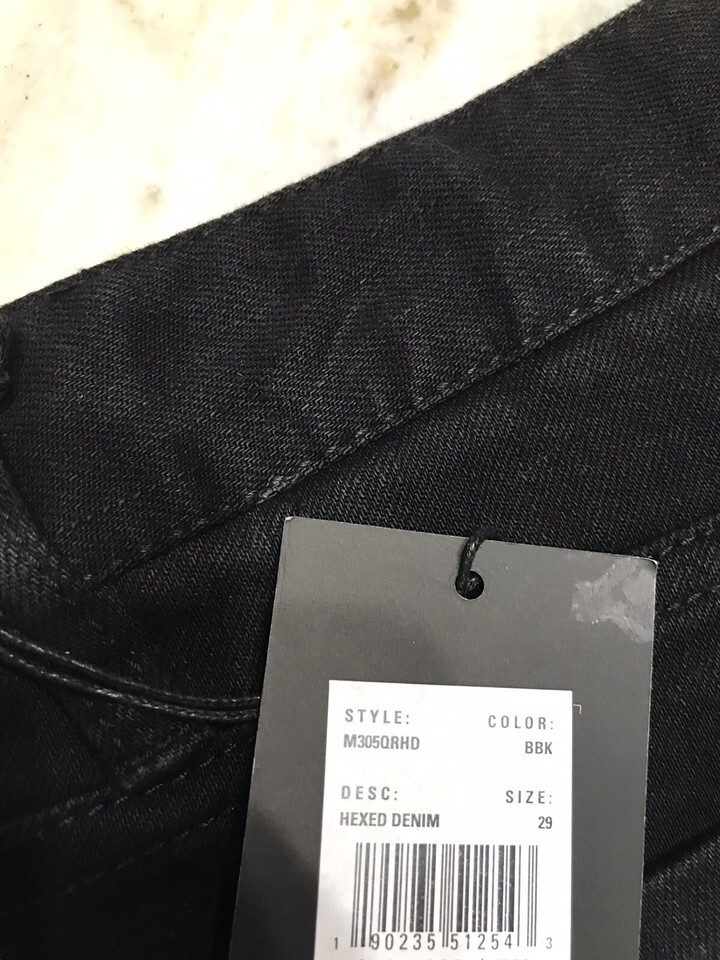 STYLE: COLOR:
M305QRHD BBK
DESC: SIZE:
HEXED DENIM 29
1 90235 51254 3